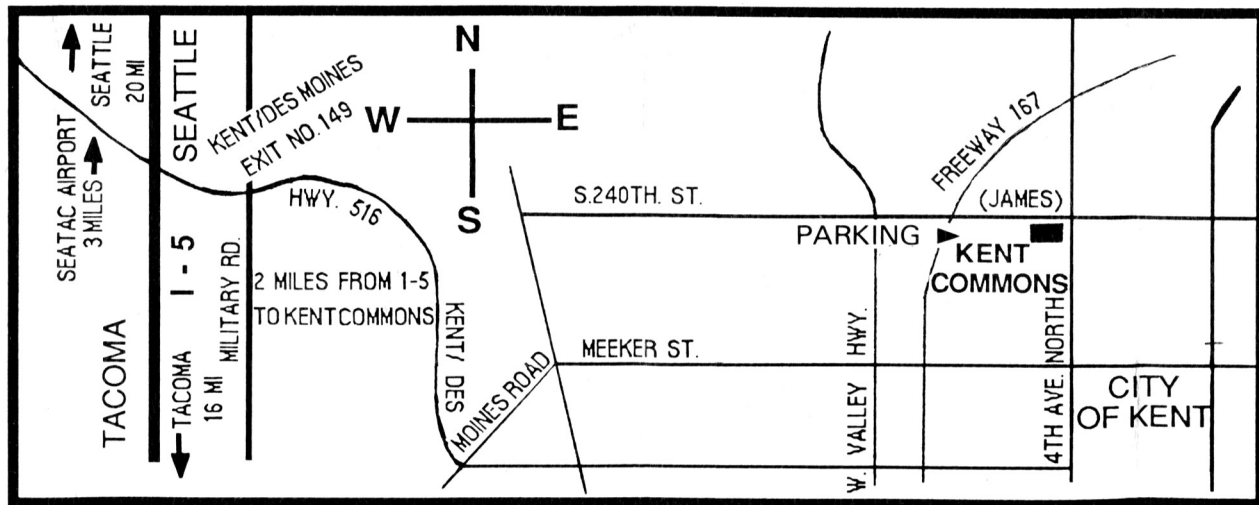 SEATTLE
20 MI
SEATAC AIRPORT
3 MILES
TACOMA
SEATTLE
I-5
TACOMA
16 MI
MILITARY RD.
KENT/DES MOINES
EXIT NO. 149
HWY. 516
2 MILES FROM 1-5
TO KENT COMMONS
KENT/ DES
MOINES ROAD
N
W E
S
S.240TH. ST.
(JAMES)
FREEWAY 167
PARKING
KENT
COMMONS
MEEKER ST.
W. VALLEY HWY.
4TH AVE. NORTH
CITY
OF KENT